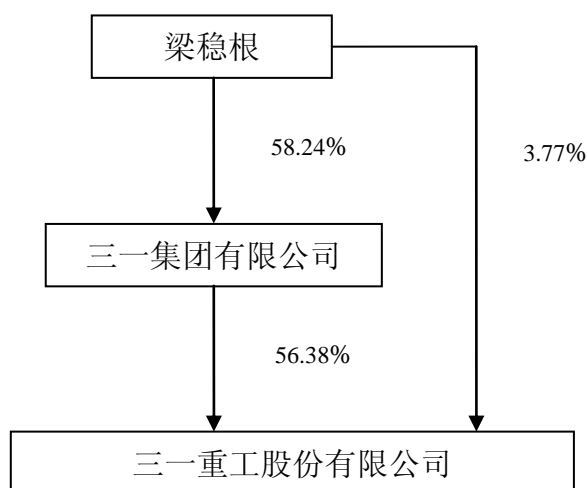 梁稳根
58.24%
3.77%
三一集团有限公司
56.38%
三一重工股份有限公司